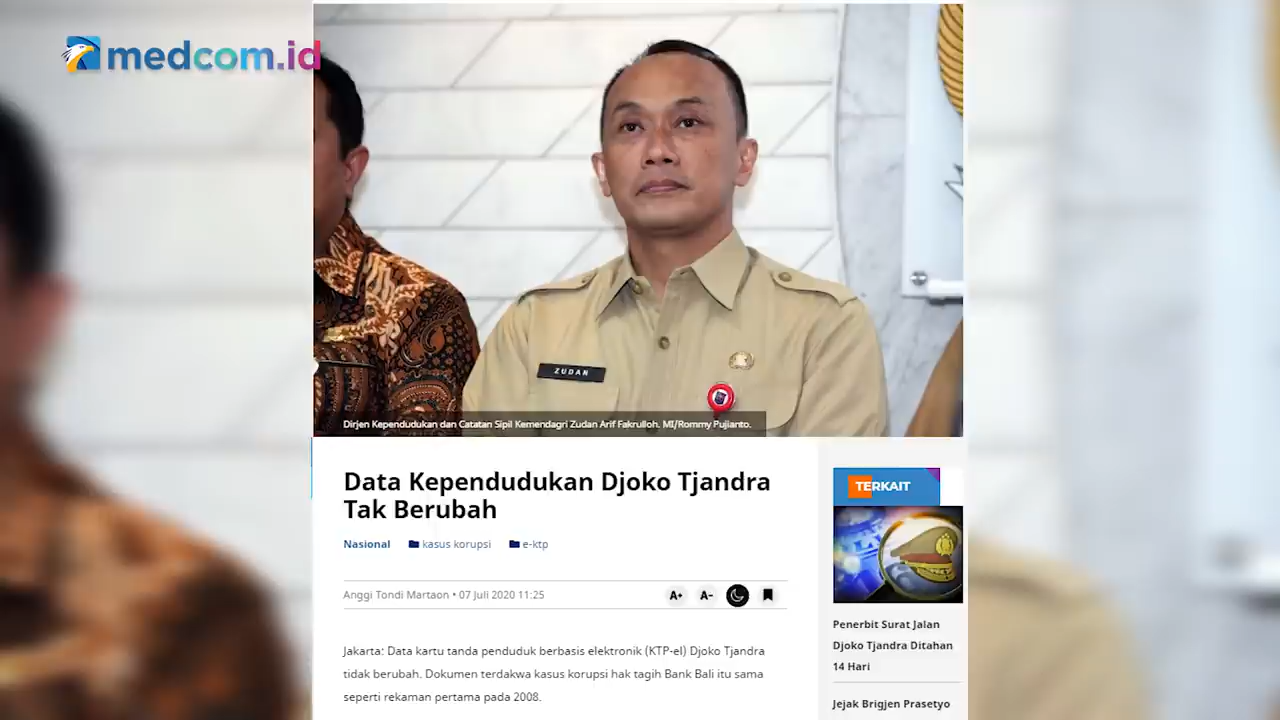 medcom.id
ZUDAN
Dirjen Kependudukan dan Catatan Sipil Kemendagri Zudan Arif Fakrulloh. MI/Rommy Pujianto.
Data Kependudukan Djoko Tjandra
Tak Berubah
Nasional kasus korupsi e-ktp
Anggi Tondi Martaon • 07 Juli 2020 11:25
A+ A-
Jakarta: Data kartu tanda penduduk berbasis elektronik (KTP-el) Djoko Tjandra
tidak berubah. Dokumen terdakwa kasus korupsi hak tagih Bank Bali itu sama
seperti rekaman pertama pada 2008.
TERKAIT
Penerbit Surat Jalan
Djoko Tjandra Ditahan
14 Hari
Jejak Brigjen Prasetyo